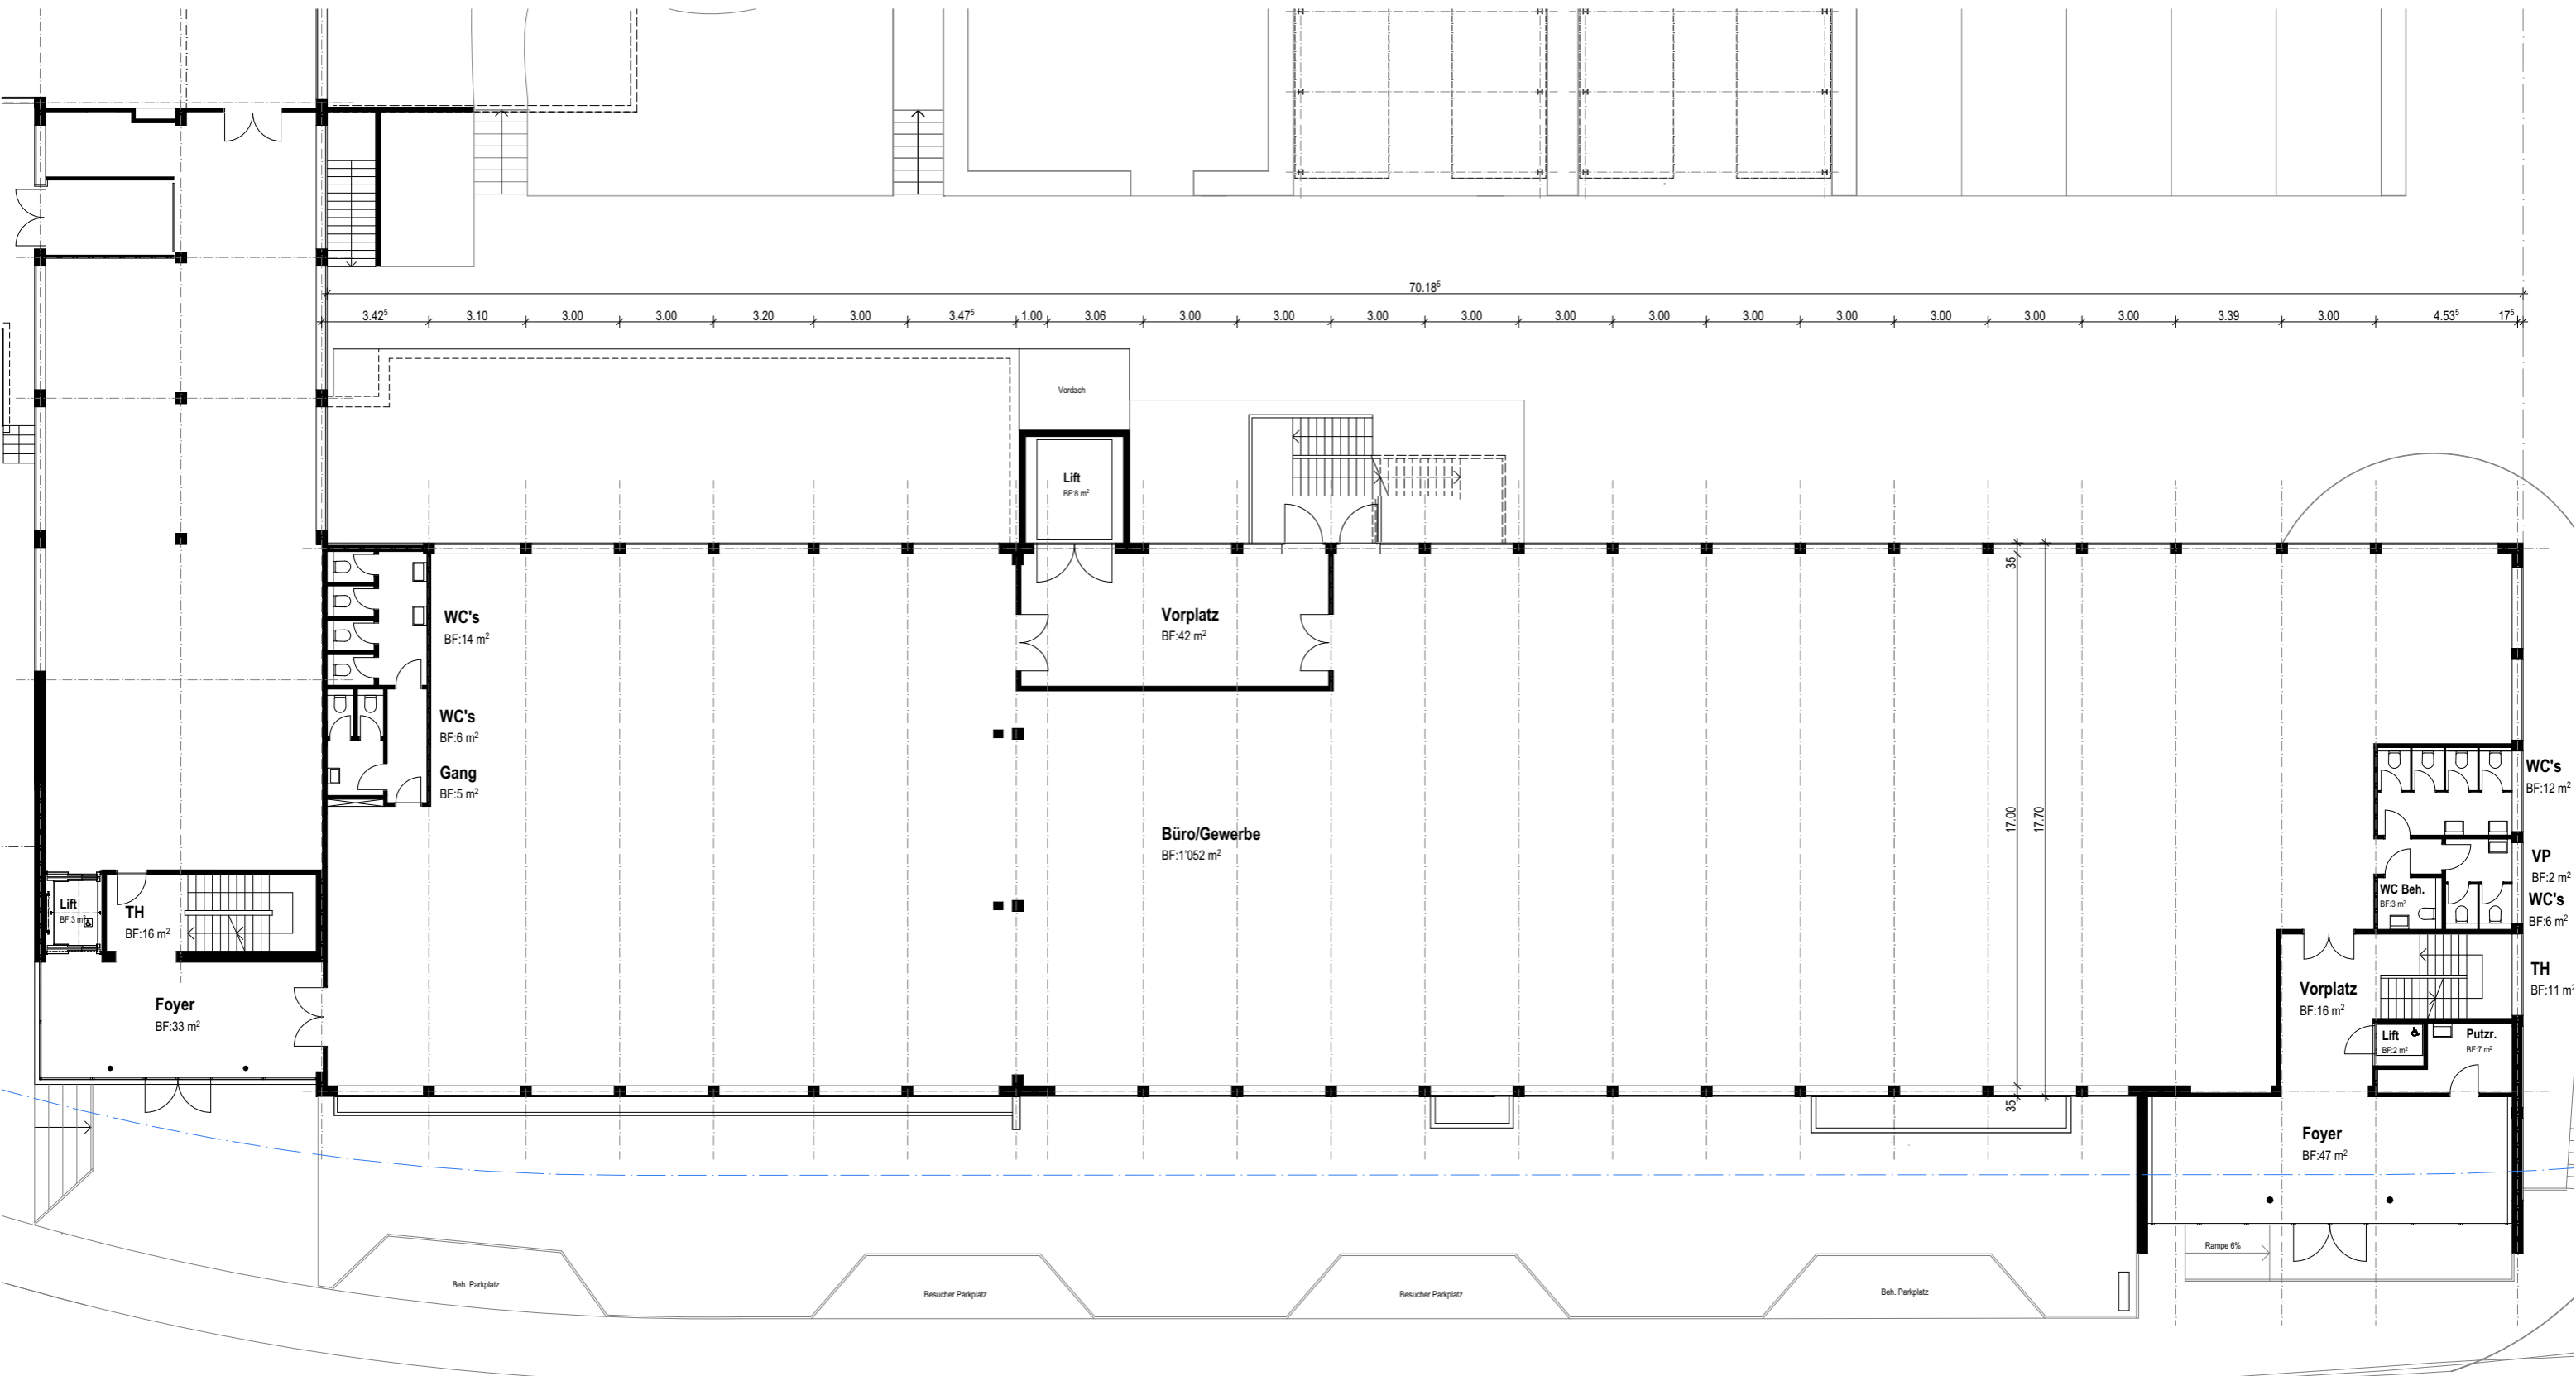 70.18⁵
3.42⁵ 3.10 3.00 3.00 3.20 3.00 3.47⁵ 1.00 3.06 3.00 3.00 3.00 3.00 3.00 3.00 3.00 3.00 3.00 3.00 3.00 3.39 3.00 4.53⁵ 17⁵
Vordach
Lift
BF:8 m²
35
WC's
BF:14 m²
Vorplatz
BF:42 m²
WC's
BF:6 m²
Gang
BF:5 m²
Büro/Gewerbe
BF:1'052 m²
17.00
17.70
WC's
BF:12 m²
VP
BF:2 m²
WC Beh.
BF:3 m²
WC's
BF:6 m²
Lift
BF:3 m²
TH
BF:16 m²
TH
BF:11 m²
Foyer
BF:33 m²
Vorplatz
BF:16 m²
Lift
BF:2 m²
Putzr.
BF:7 m²
35
Foyer
BF:47 m²
Rampe 6%
Beh. Parkplatz
Besucher Parkplatz
Besucher Parkplatz
Beh. Parkplatz